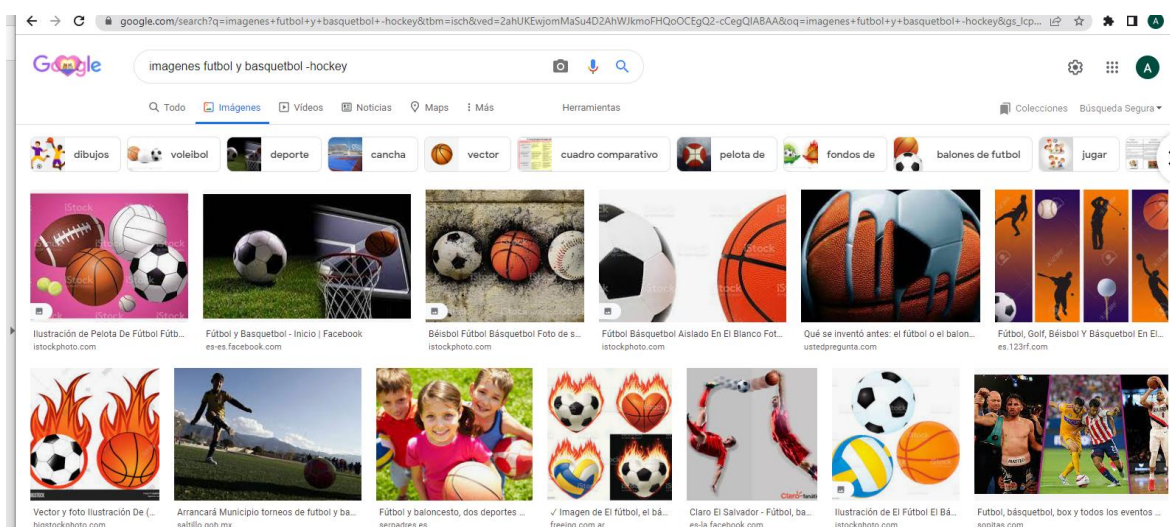 google.com/search?q=imagenes+futbol+y+basquetbol+-hockey&tbm=isch&ved=2ahUKEwjomMaSu4D2AhWJkmoFHQoOCEgQ2-cCegQIABAA&oq=imagenes+futbol+y+basquetbol+-hockey&gs_lcp...
A
Google
imagenes futbol y basquetbol -hockey
A
Todo Imágenes Vídeos Noticias Maps Más Herramientas Colecciones Búsqueda Segura
dibujos voleibol deporte cancha vector cuadro comparativo pelota de fondos de balones de futbol jugar
Ilustración de Pelota De Fútbol Fútb... Fútbol y Basquetbol - Inicio | Facebook Béisbol Fútbol Básquetbol Foto de s... Fútbol Básquetbol Aislado En El Blanco Fot... Qué se inventó antes: el fútbol o el balon... Fútbol, Golf, Béisbol Y Básquetbol En El...
istockphoto.com es-es.facebook.com istockphoto.com istockphoto.com ustedpregunta.com es.123rf.com
Vector y foto Ilustración De (... Arrancará Municipio torneos de futbol y ba... Fútbol y baloncesto, dos deportes ... ✓ Imagen de El fútbol, el bá... Claro El Salvador - Fútbol, ba... Ilustración de El Fútbol El Bá... Futbol, básquetbol, box y todos los eventos ...
bigstockphoto.com saltillo.gob.mx serpadres.es freejpg.com.ar es-la.facebook.com istockphoto.com sopitas.com